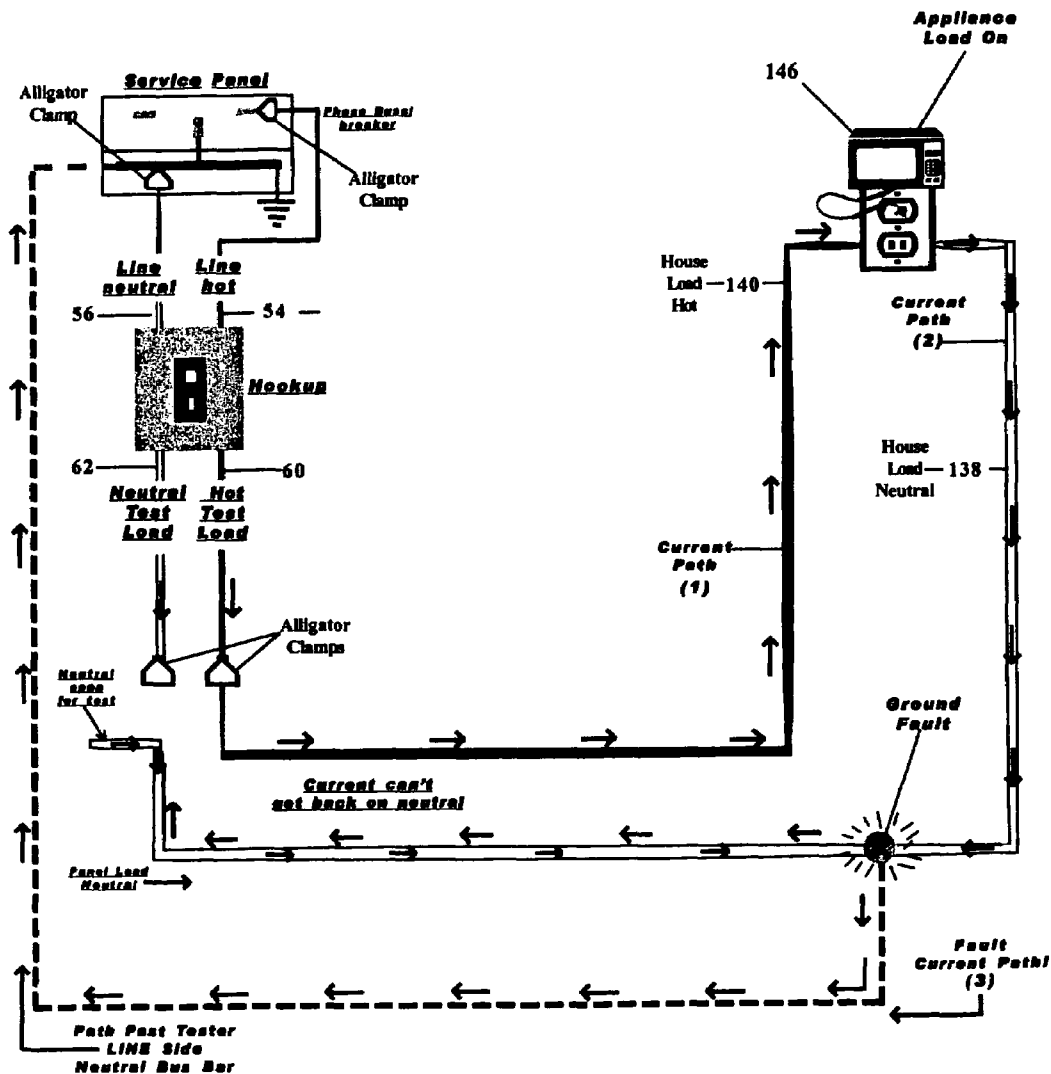 Appliance
Load On
146
Service Panel
Alligator
Clamp
Phase Busai
breaker
Alligator
Clamp
Line
neutral
Line
hot
56
54
Hookup
62
60
Neutral
Test
Load
Hot
Test
Load
Alligator
Clamps
House
Load
Hot
140
Current
Path
(2)
House
Load
Neutral
138
Current
Path
(1)
Neutral
open
for test
Ground
Fault
Current can't
get back on neutral
Panel Load
Neutral
Fault
Current Path!
(3)
Path Past Tester
LINE Side
Neutral Bus Bar